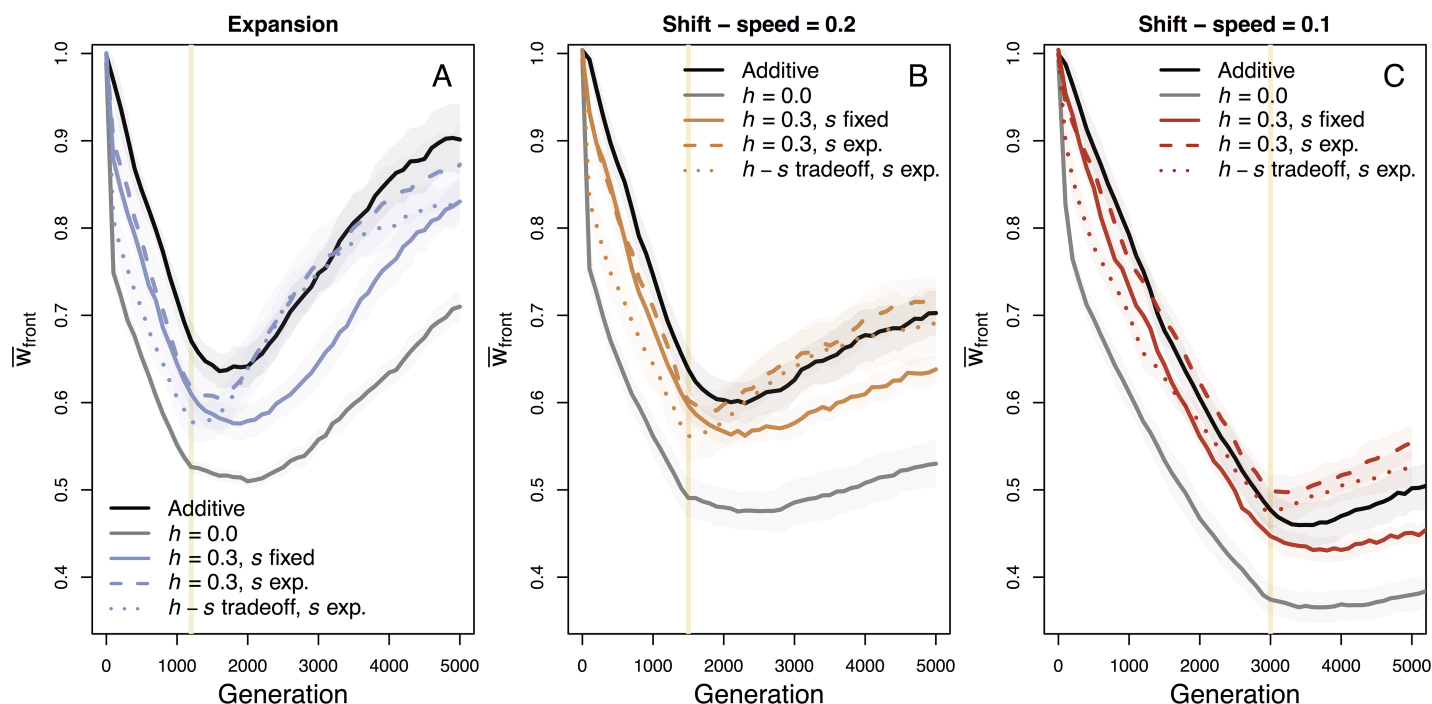 Expansion
A
1.0
0.9
0.8
0.7
0.6
0.5
0.4
w̅front
Additive
h = 0.0
h = 0.3, s fixed
h = 0.3, s exp.
h – s tradeoff, s exp.
0 1000 2000 3000 4000 5000
Generation
Shift – speed = 0.2
B
Additive
h = 0.0
h = 0.3, s fixed
h = 0.3, s exp.
h – s tradeoff, s exp.
1.0
0.9
0.8
0.7
0.6
0.5
0.4
w̅front
0 1000 2000 3000 4000 5000
Generation
Shift – speed = 0.1
C
Additive
h = 0.0
h = 0.3, s fixed
h = 0.3, s exp.
h – s tradeoff, s exp.
1.0
0.9
0.8
0.7
0.6
0.5
0.4
w̅front
0 1000 2000 3000 4000 5000
Generation